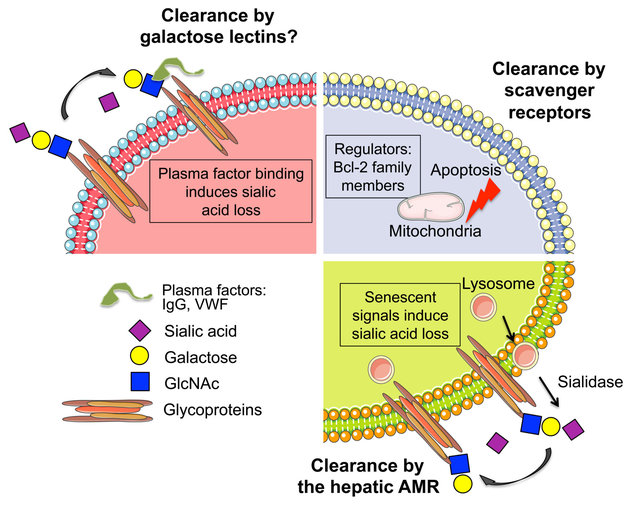 Clearance by
galactose lectins?
Clearance by
scavenger
receptors
Plasma factor binding
induces sialic
acid loss
Regulators:
Bcl-2 family
members
Apoptosis
Mitochondria
Plasma factors:
IgG, VWF
Sialic acid
Galactose
GlcNAc
Glycoproteins
Senescent
signals induce
sialic acid loss
Lysosome
Sialidase
Clearance by
the hepatic AMR